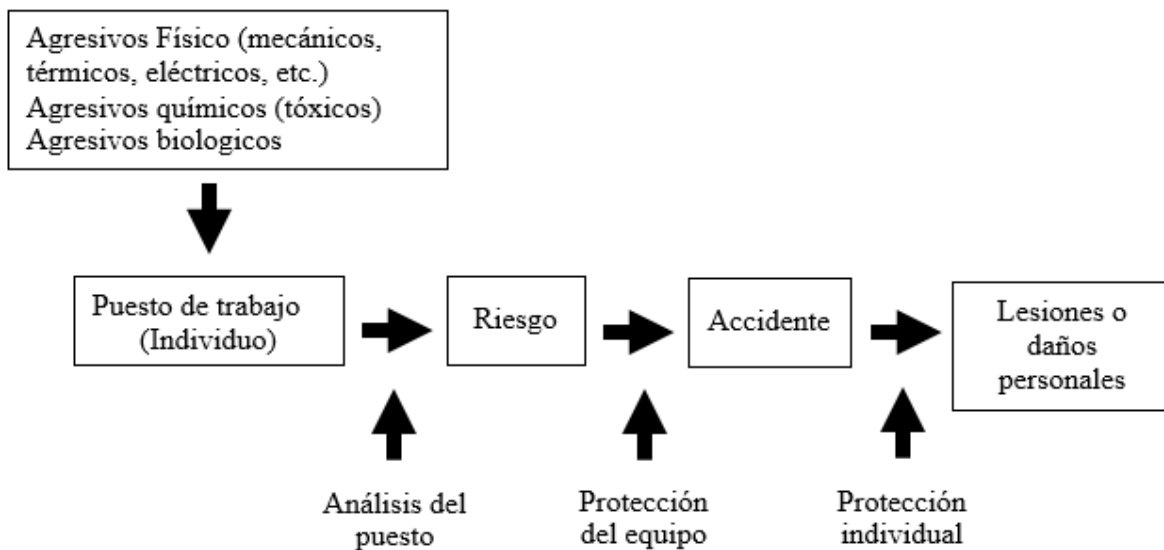 Agresivos Físico (mecánicos,
térmicos, eléctricos, etc.)
Agresivos químicos (tóxicos)
Agresivos biologicos
Puesto de trabajo
(Individuo)
Riesgo
Accidente
Lesiones o
daños
personales
Análisis del
puesto
Protección
del equipo
Protección
individual